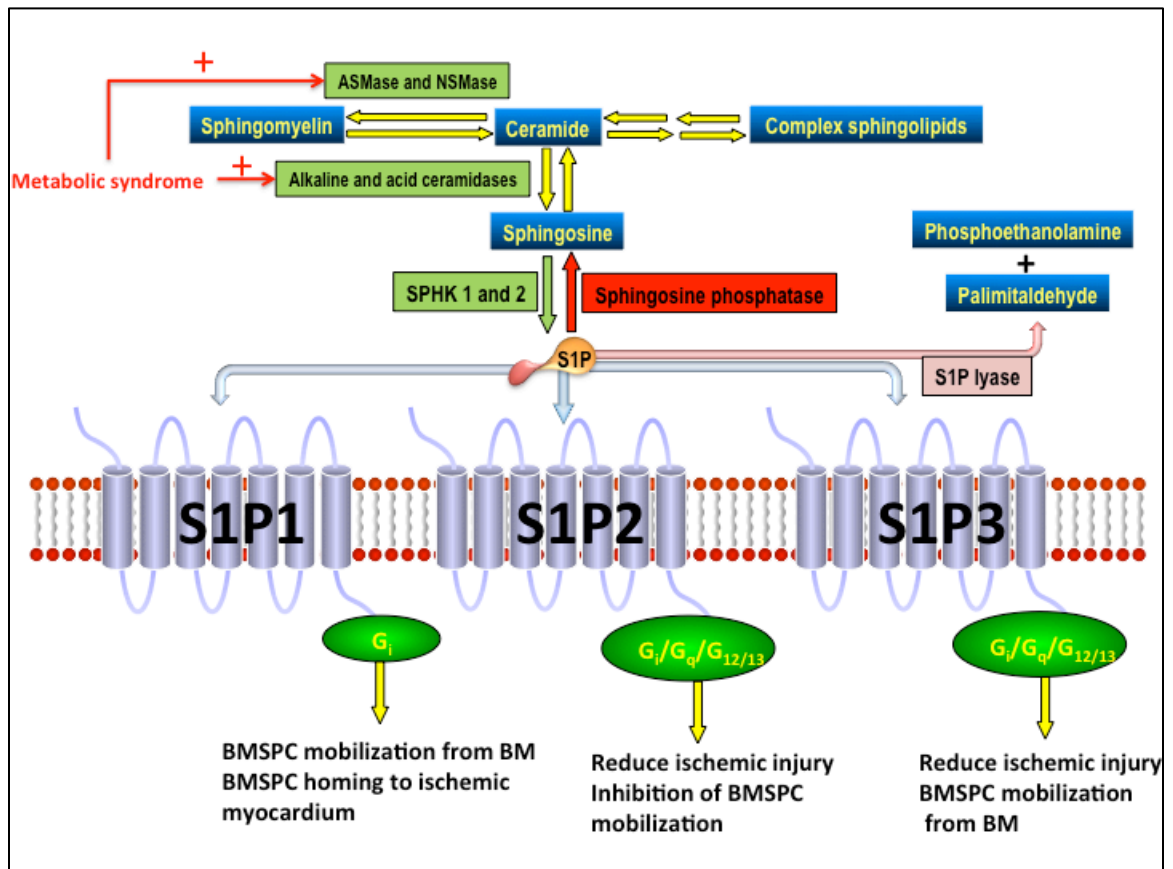 +
ASMase and NSMase
Sphingomyelin
Ceramide
Complex sphingolipids
+
Metabolic syndrome
Alkaline and acid ceramidases
Sphingosine
Phosphoethanolamine
+
Palimitaldehyde
SPHK 1 and 2
Sphingosine phosphatase
S1P
S1P lyase
S1P1
S1P2
S1P3
Gi
Gi/Gq/G12/13
Gi/Gq/G12/13
BMSPC mobilization from BM
BMSPC homing to ischemic
myocardium
Reduce ischemic injury
Inhibition of BMSPC
mobilization
Reduce ischemic injury
BMSPC mobilization
from BM